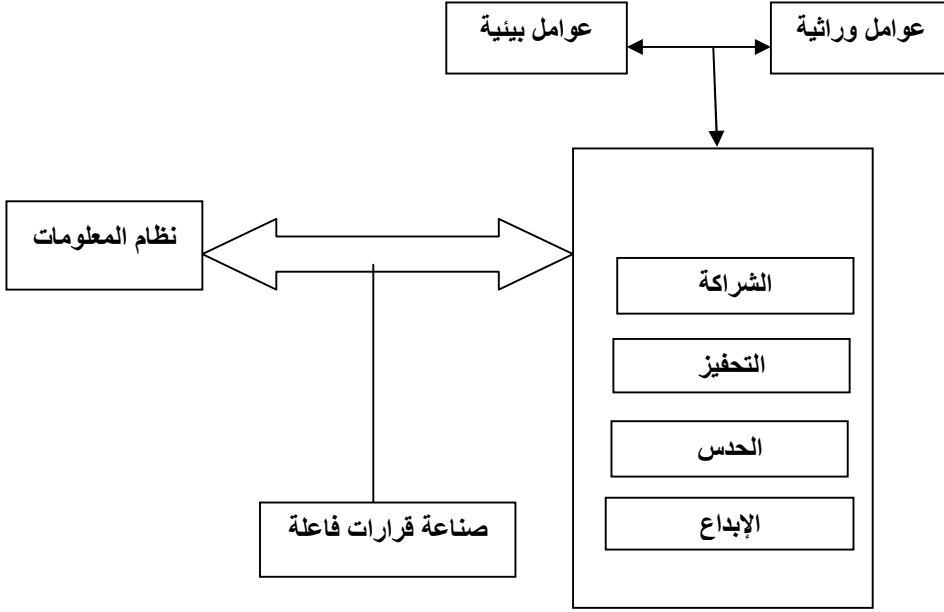 عوامل وراثية
عوامل بيئية
نظام المعلومات
الشراكة
التحفيز
الحدس
الإبداع
صناعة قرارات فاعلة